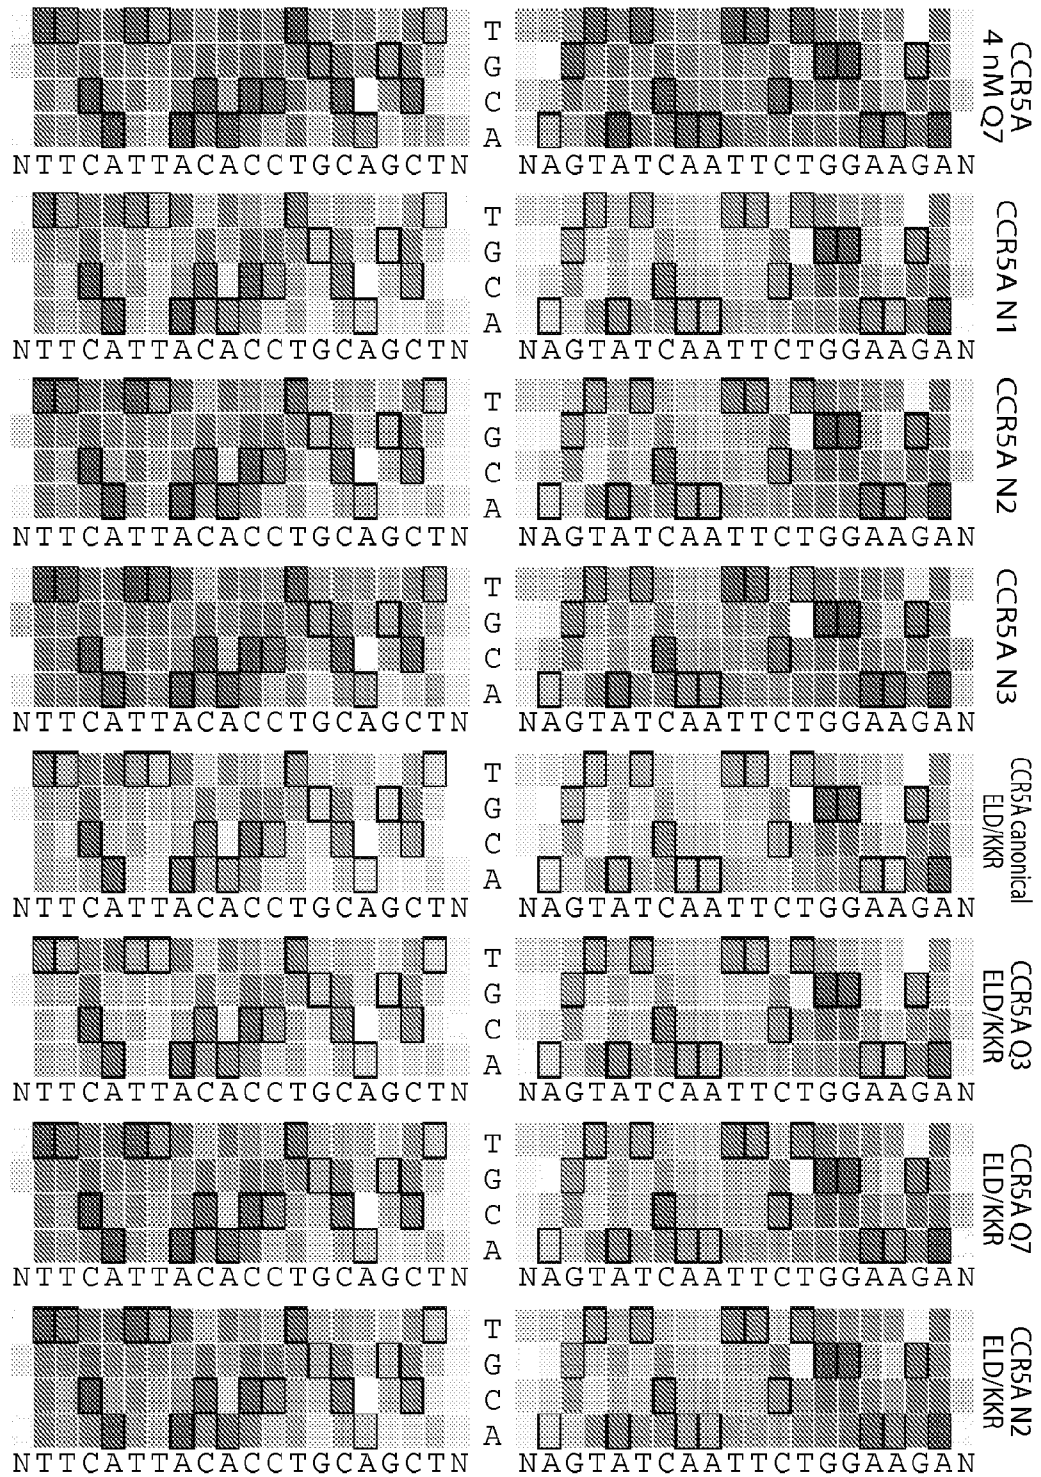 T
G
C
A
NTTCATTACACCTGCAGCTN NAGTATCAATTCTGGAAGAN
CCR5A
4 nM Q7
T
G
C
A
NTTCATTACACCTGCAGCTN NAGTATCAATTCTGGAAGAN
CCR5A N1
T
G
C
A
NTTCATTACACCTGCAGCTN NAGTATCAATTCTGGAAGAN
CCR5A N2
T
G
C
A
NTTCATTACACCTGCAGCTN NAGTATCAATTCTGGAAGAN
CCR5A N3
T
G
C
A
NTTCATTACACCTGCAGCTN NAGTATCAATTCTGGAAGAN
CCR5A canonical
ELD/KKR
T
G
C
A
NTTCATTACACCTGCAGCTN NAGTATCAATTCTGGAAGAN
CCR5A Q3
ELD/KKR
T
G
C
A
NTTCATTACACCTGCAGCTN NAGTATCAATTCTGGAAGAN
CCR5A Q7
ELD/KKR
T
G
C
A
NTTCATTACACCTGCAGCTN NAGTATCAATTCTGGAAGAN
CCR5A N2
ELD/KKR